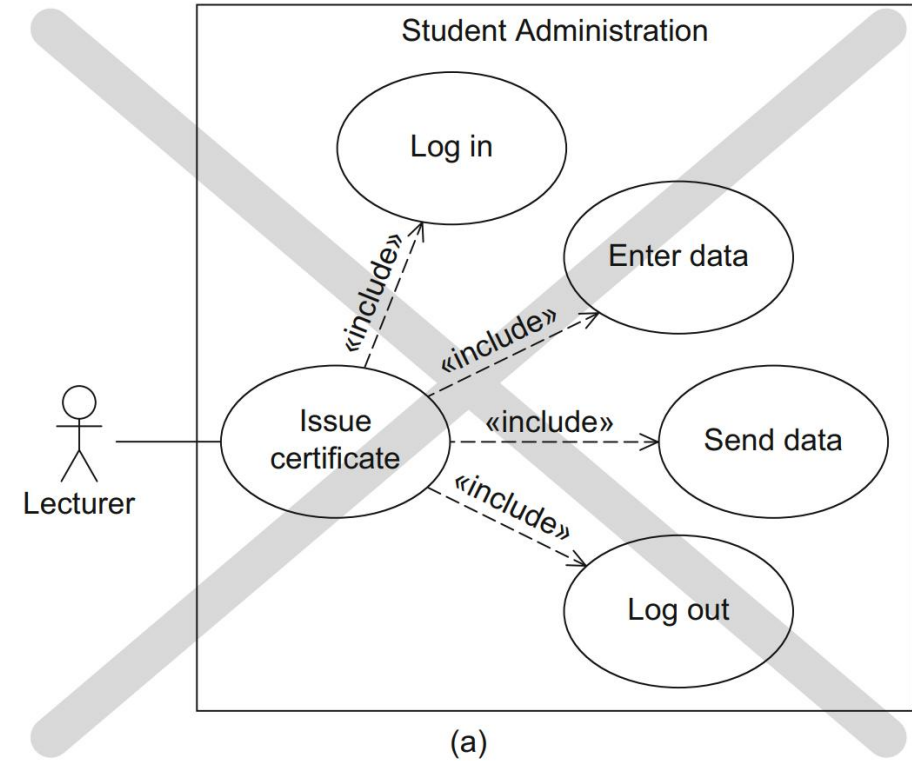 Student Administration
Log in
Enter data
«include»
«include»
Issue
certificate
«include»
Send data
Lecturer
«include»
Log out
(a)